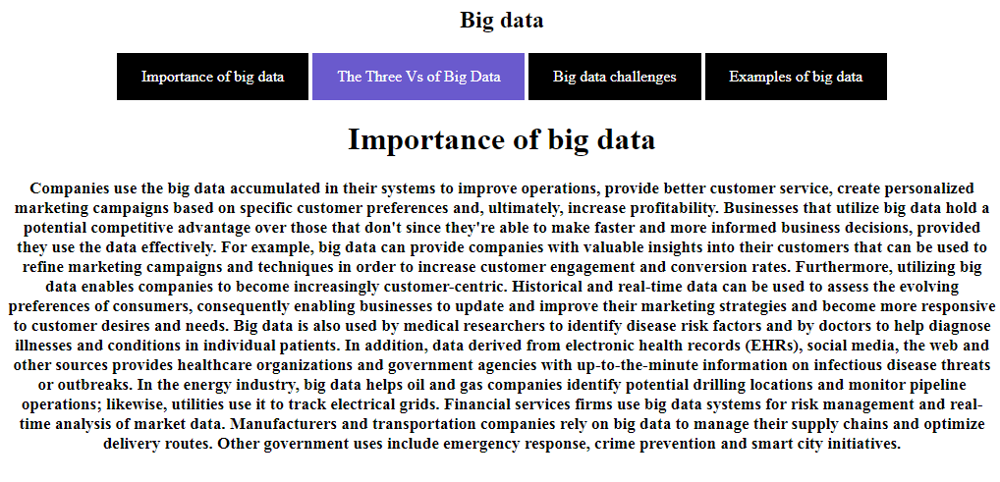 Big data
Importance of big data
The Three Vs of Big Data
Big data challenges
Examples of big data
Importance of big data
Companies use the big data accumulated in their systems to improve operations, provide better customer service, create personalized
marketing campaigns based on specific customer preferences and, ultimately, increase profitability. Businesses that utilize big data hold a
potential competitive advantage over those that don't since they're able to make faster and more informed business decisions, provided
they use the data effectively. For example, big data can provide companies with valuable insights into their customers that can be used to
refine marketing campaigns and techniques in order to increase customer engagement and conversion rates. Furthermore, utilizing big
data enables companies to become increasingly customer-centric. Historical and real-time data can be used to assess the evolving
preferences of consumers, consequently enabling businesses to update and improve their marketing strategies and become more responsive
to customer desires and needs. Big data is also used by medical researchers to identify disease risk factors and by doctors to help diagnose
illnesses and conditions in individual patients. In addition, data derived from electronic health records (EHRs), social media, the web and
other sources provides healthcare organizations and government agencies with up-to-the-minute information on infectious disease threats
or outbreaks. In the energy industry, big data helps oil and gas companies identify potential drilling locations and monitor pipeline
operations; likewise, utilities use it to track electrical grids. Financial services firms use big data systems for risk management and real-
time analysis of market data. Manufacturers and transportation companies rely on big data to manage their supply chains and optimize
delivery routes. Other government uses include emergency response, crime prevention and smart city initiatives.